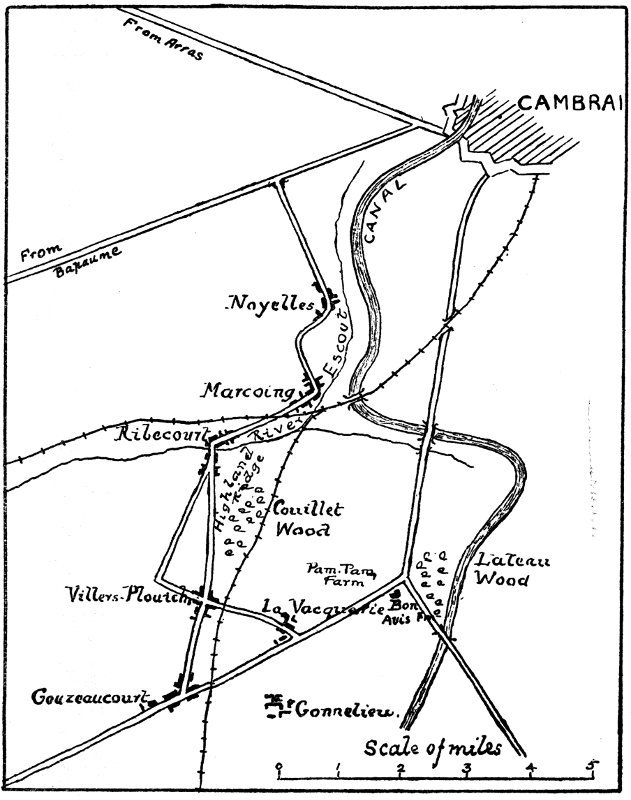 From Arras
CAMBRAI
CANAL
From
Bapaume
Noyelles
ESCOUT
Marcoing
RIVER
Ribecourt
Highland
Ridge
Couillet
Wood
Pam-Pam
Farm
Lateau
Wood
Villers-Plouich
La Vacquerie
Bon
Avis Fm
Gouzeaucourt
Gonnelieu.
Scale of miles
0 1 2 3 4 5